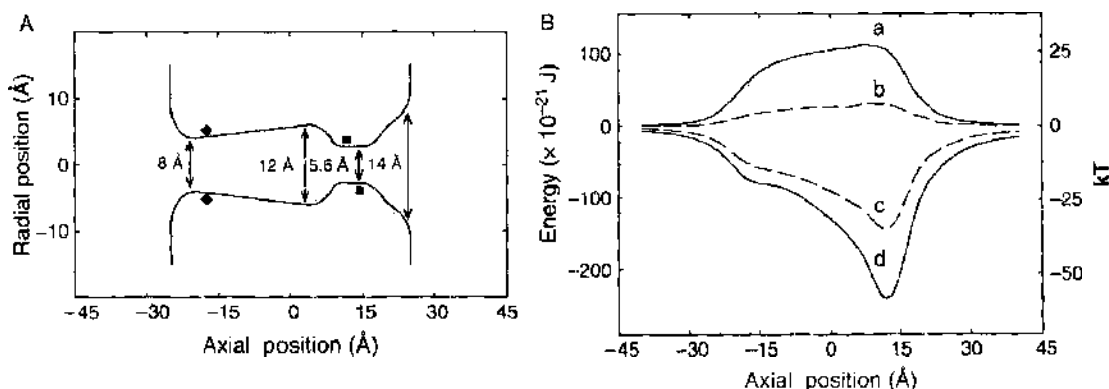 A
Radial position (Å)
10
0
−10
8 Å
12 Å
5.6 Å
14 Å
−45
−30
−15
0
15
30
45
Axial position (Å)
B
Energy (× 10⁻²¹ J)
100
0
−100
−200
a
b
c
d
25
0
−25
−50
kT
−45
−30
−15
0
15
30
45
Axial position (Å)